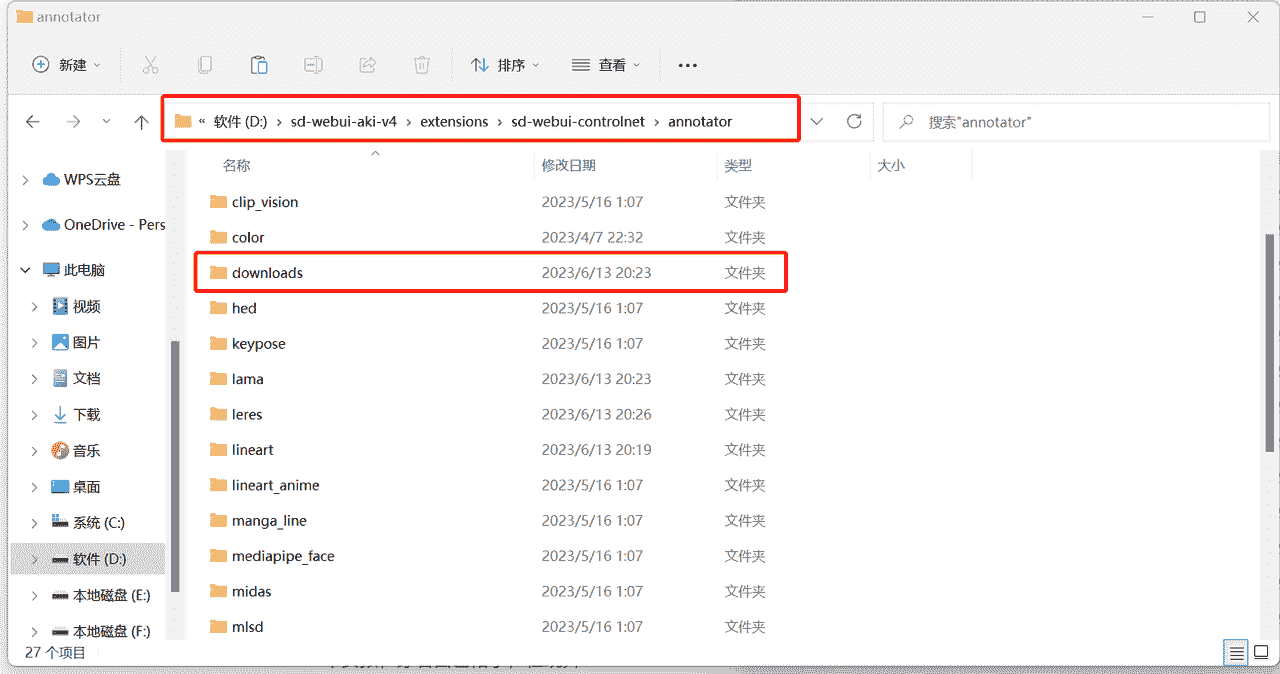 annotator
新建 排序 查看
« 软件 (D:) › sd-webui-aki-v4 › extensions › sd-webui-controlnet › annotator 搜索"annotator"
名称 修改日期 类型 大小
WPS云盘
OneDrive - Pers
此电脑
视频
图片
文档
下载
音乐
桌面
系统 (C:)
软件 (D:)
本地磁盘 (E:)
本地磁盘 (F:)
clip_vision 2023/5/16 1:07 文件夹
color 2023/4/7 22:32 文件夹
downloads 2023/6/13 20:23 文件夹
hed 2023/5/16 1:07 文件夹
keypose 2023/5/16 1:07 文件夹
lama 2023/6/13 20:23 文件夹
leres 2023/6/13 20:26 文件夹
lineart 2023/6/13 20:19 文件夹
lineart_anime 2023/5/16 1:07 文件夹
manga_line 2023/5/16 1:07 文件夹
mediapipe_face 2023/5/16 1:07 文件夹
midas 2023/5/16 1:07 文件夹
mlsd 2023/5/16 1:07 文件夹
27 个项目